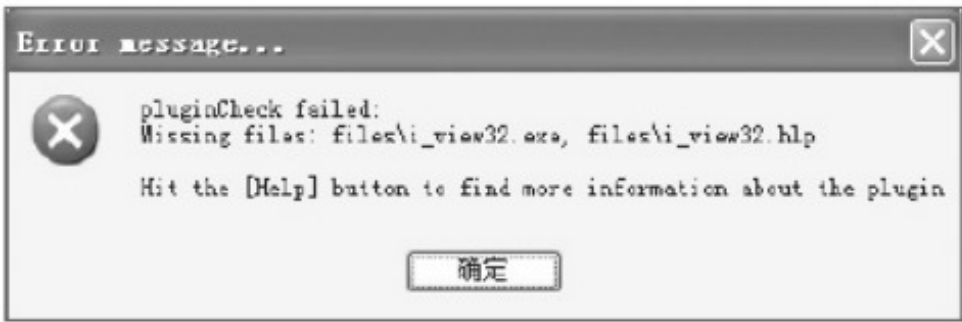 Error message...
pluginCheck failed:
Missing files: files\i_view32.exe, files\i_view32.hlp
Hit the [Help] button to find more information about the plugin
确定